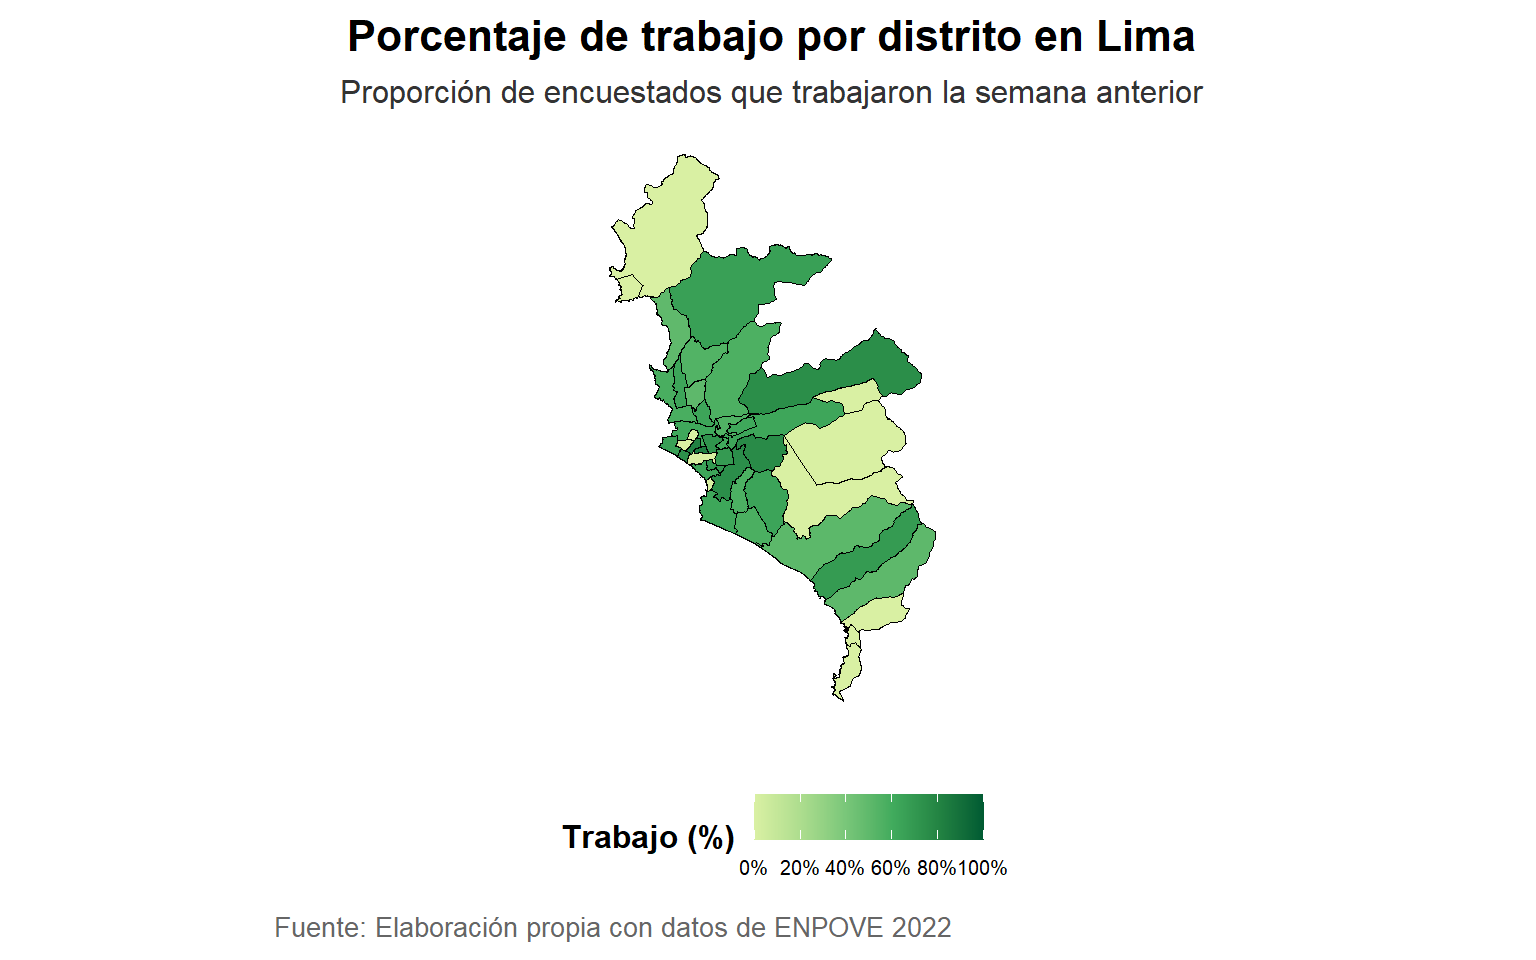 Porcentaje de trabajo por distrito en Lima
Proporción de encuestados que trabajaron la semana anterior
Trabajo (%)
0% 20% 40% 60% 80% 100%
Fuente: Elaboración propia con datos de ENPOVE 2022